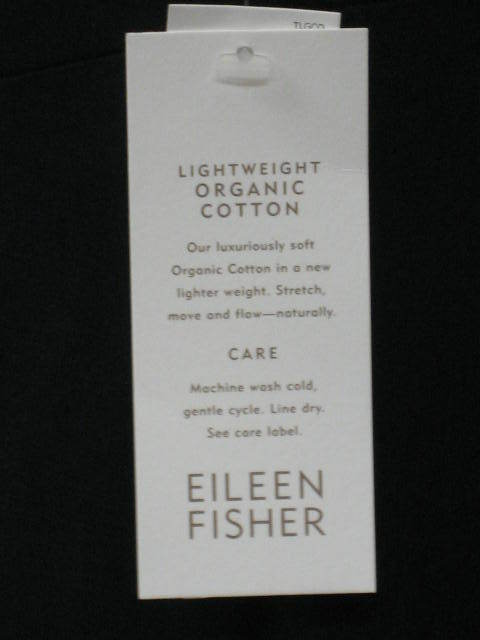 LIGHTWEIGHT
ORGANIC
COTTON
Our luxuriously soft
Organic Cotton in a new
lighter weight. Stretch,
move and flow—naturally.
CARE
Machine wash cold,
gentle cycle. Line dry.
See care label.
EILEEN
FISHER